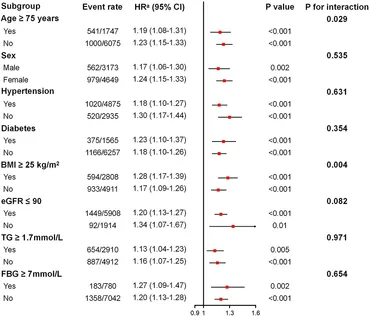 Subgroup Event rate HRᵃ (95% CI) P value P for interaction
Age ≥ 75 years 0.029
Yes 541/1747 1.19 (1.08-1.31) <0.001
No 1000/6075 1.23 (1.15-1.33) <0.001
Sex 0.535
Male 562/3173 1.17 (1.06-1.30) 0.002
Female 979/4649 1.24 (1.15-1.33) <0.001
Hypertension 0.631
Yes 1020/4875 1.18 (1.10-1.27) <0.001
No 520/2935 1.30 (1.17-1.44) <0.001
Diabetes 0.354
Yes 375/1565 1.23 (1.10-1.37) <0.001
No 1166/6257 1.18 (1.10-1.26) <0.001
BMI ≥ 25 kg/m² 0.004
Yes 594/2808 1.28 (1.17-1.39) <0.001
No 933/4911 1.17 (1.09-1.26) <0.001
eGFR ≤ 90 0.082
Yes 1449/5908 1.20 (1.13-1.27) <0.001
No 92/1914 1.34 (1.07-1.67) 0.01
TG ≥ 1.7mmol/L 0.971
Yes 654/2910 1.13 (1.04-1.23) 0.005
No 887/4912 1.16 (1.07-1.25) <0.001
FBG ≥ 7mmol/L 0.654
Yes 183/780 1.27 (1.09-1.47) 0.002
No 1358/7042 1.20 (1.13-1.28) <0.001
0.9 1 1.1 1.3 1.5 1.7